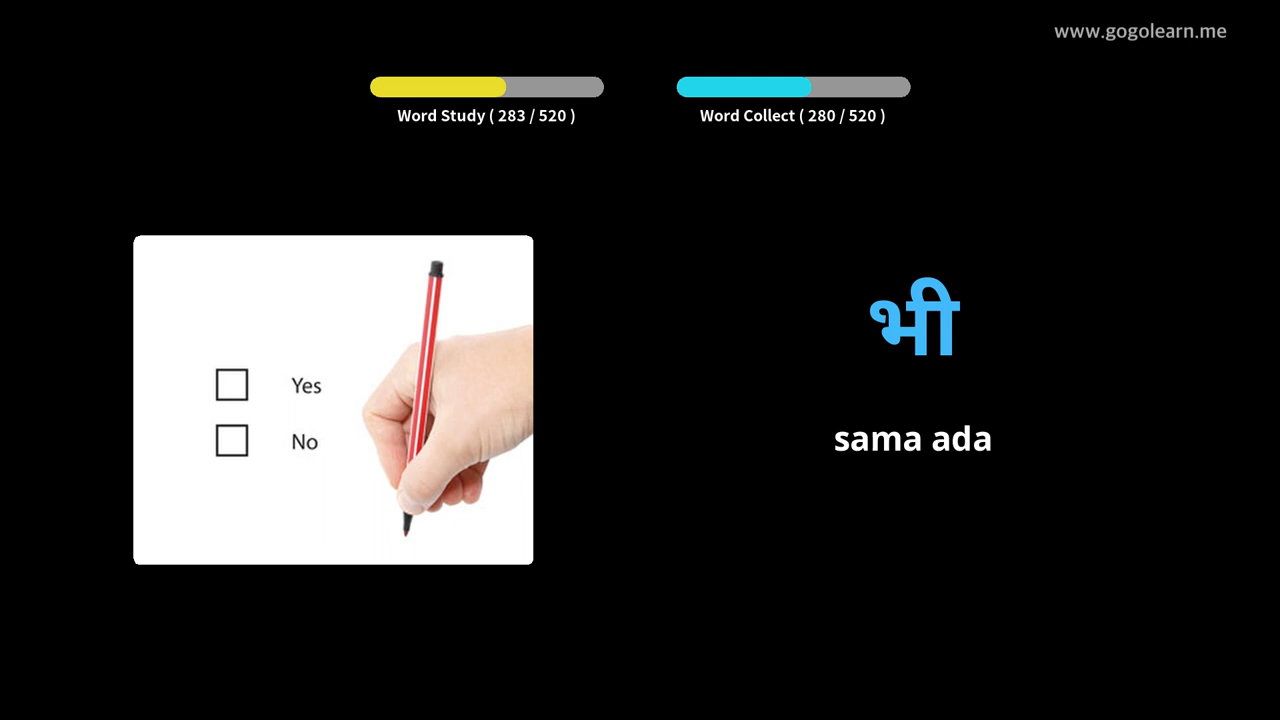 www.gogolearn.me
Word Study ( 283 / 520 )
Word Collect ( 280 / 520 )
Yes
No
भी
sama ada